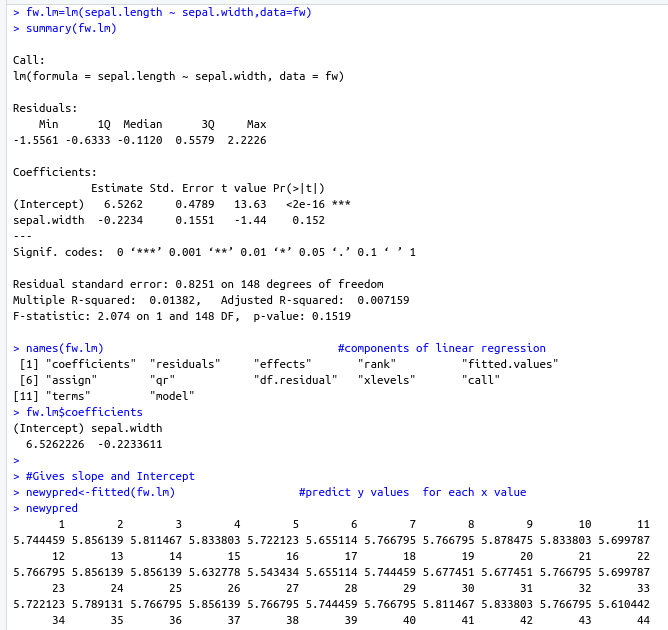 > fw.lm=lm(sepal.length ~ sepal.width,data=fw)
> summary(fw.lm)
Call:
lm(formula = sepal.length ~ sepal.width, data = fw)
Residuals:
    Min      1Q  Median      3Q     Max
-1.5561 -0.6333 -0.1120  0.5579  2.2226
Coefficients:
            Estimate Std. Error t value Pr(>|t|)
(Intercept)   6.5262     0.4789   13.63   <2e-16 ***
sepal.width  -0.2234     0.1551   -1.44    0.152
---
Signif. codes:  0 ‘***’ 0.001 ‘**’ 0.01 ‘*’ 0.05 ‘.’ 0.1 ‘ ’ 1
Residual standard error: 0.8251 on 148 degrees of freedom
Multiple R-squared:  0.01382,	Adjusted R-squared:  0.007159
F-statistic: 2.074 on 1 and 148 DF,  p-value: 0.1519
> names(fw.lm)                                    #components of linear regression
 [1] "coefficients"  "residuals"     "effects"       "rank"          "fitted.values"
 [6] "assign"        "qr"            "df.residual"   "xlevels"       "call"
[11] "terms"         "model"
> fw.lm$coefficients
(Intercept) sepal.width
  6.5262226  -0.2233611
>
> #Gives slope and Intercept
> newypred<-fitted(fw.lm)                   #predict y values  for each x value
> newypred
       1        2        3        4        5        6        7        8        9       10       11
5.744459 5.856139 5.811467 5.833803 5.722123 5.655114 5.766795 5.766795 5.878475 5.833803 5.699787
      12       13       14       15       16       17       18       19       20       21       22
5.766795 5.856139 5.856139 5.632778 5.543434 5.655114 5.744459 5.677451 5.677451 5.766795 5.699787
      23       24       25       26       27       28       29       30       31       32       33
5.722123 5.789131 5.766795 5.856139 5.766795 5.744459 5.766795 5.811467 5.833803 5.766795 5.610442
      34       35       36       37       38       39       40       41       42       43       44